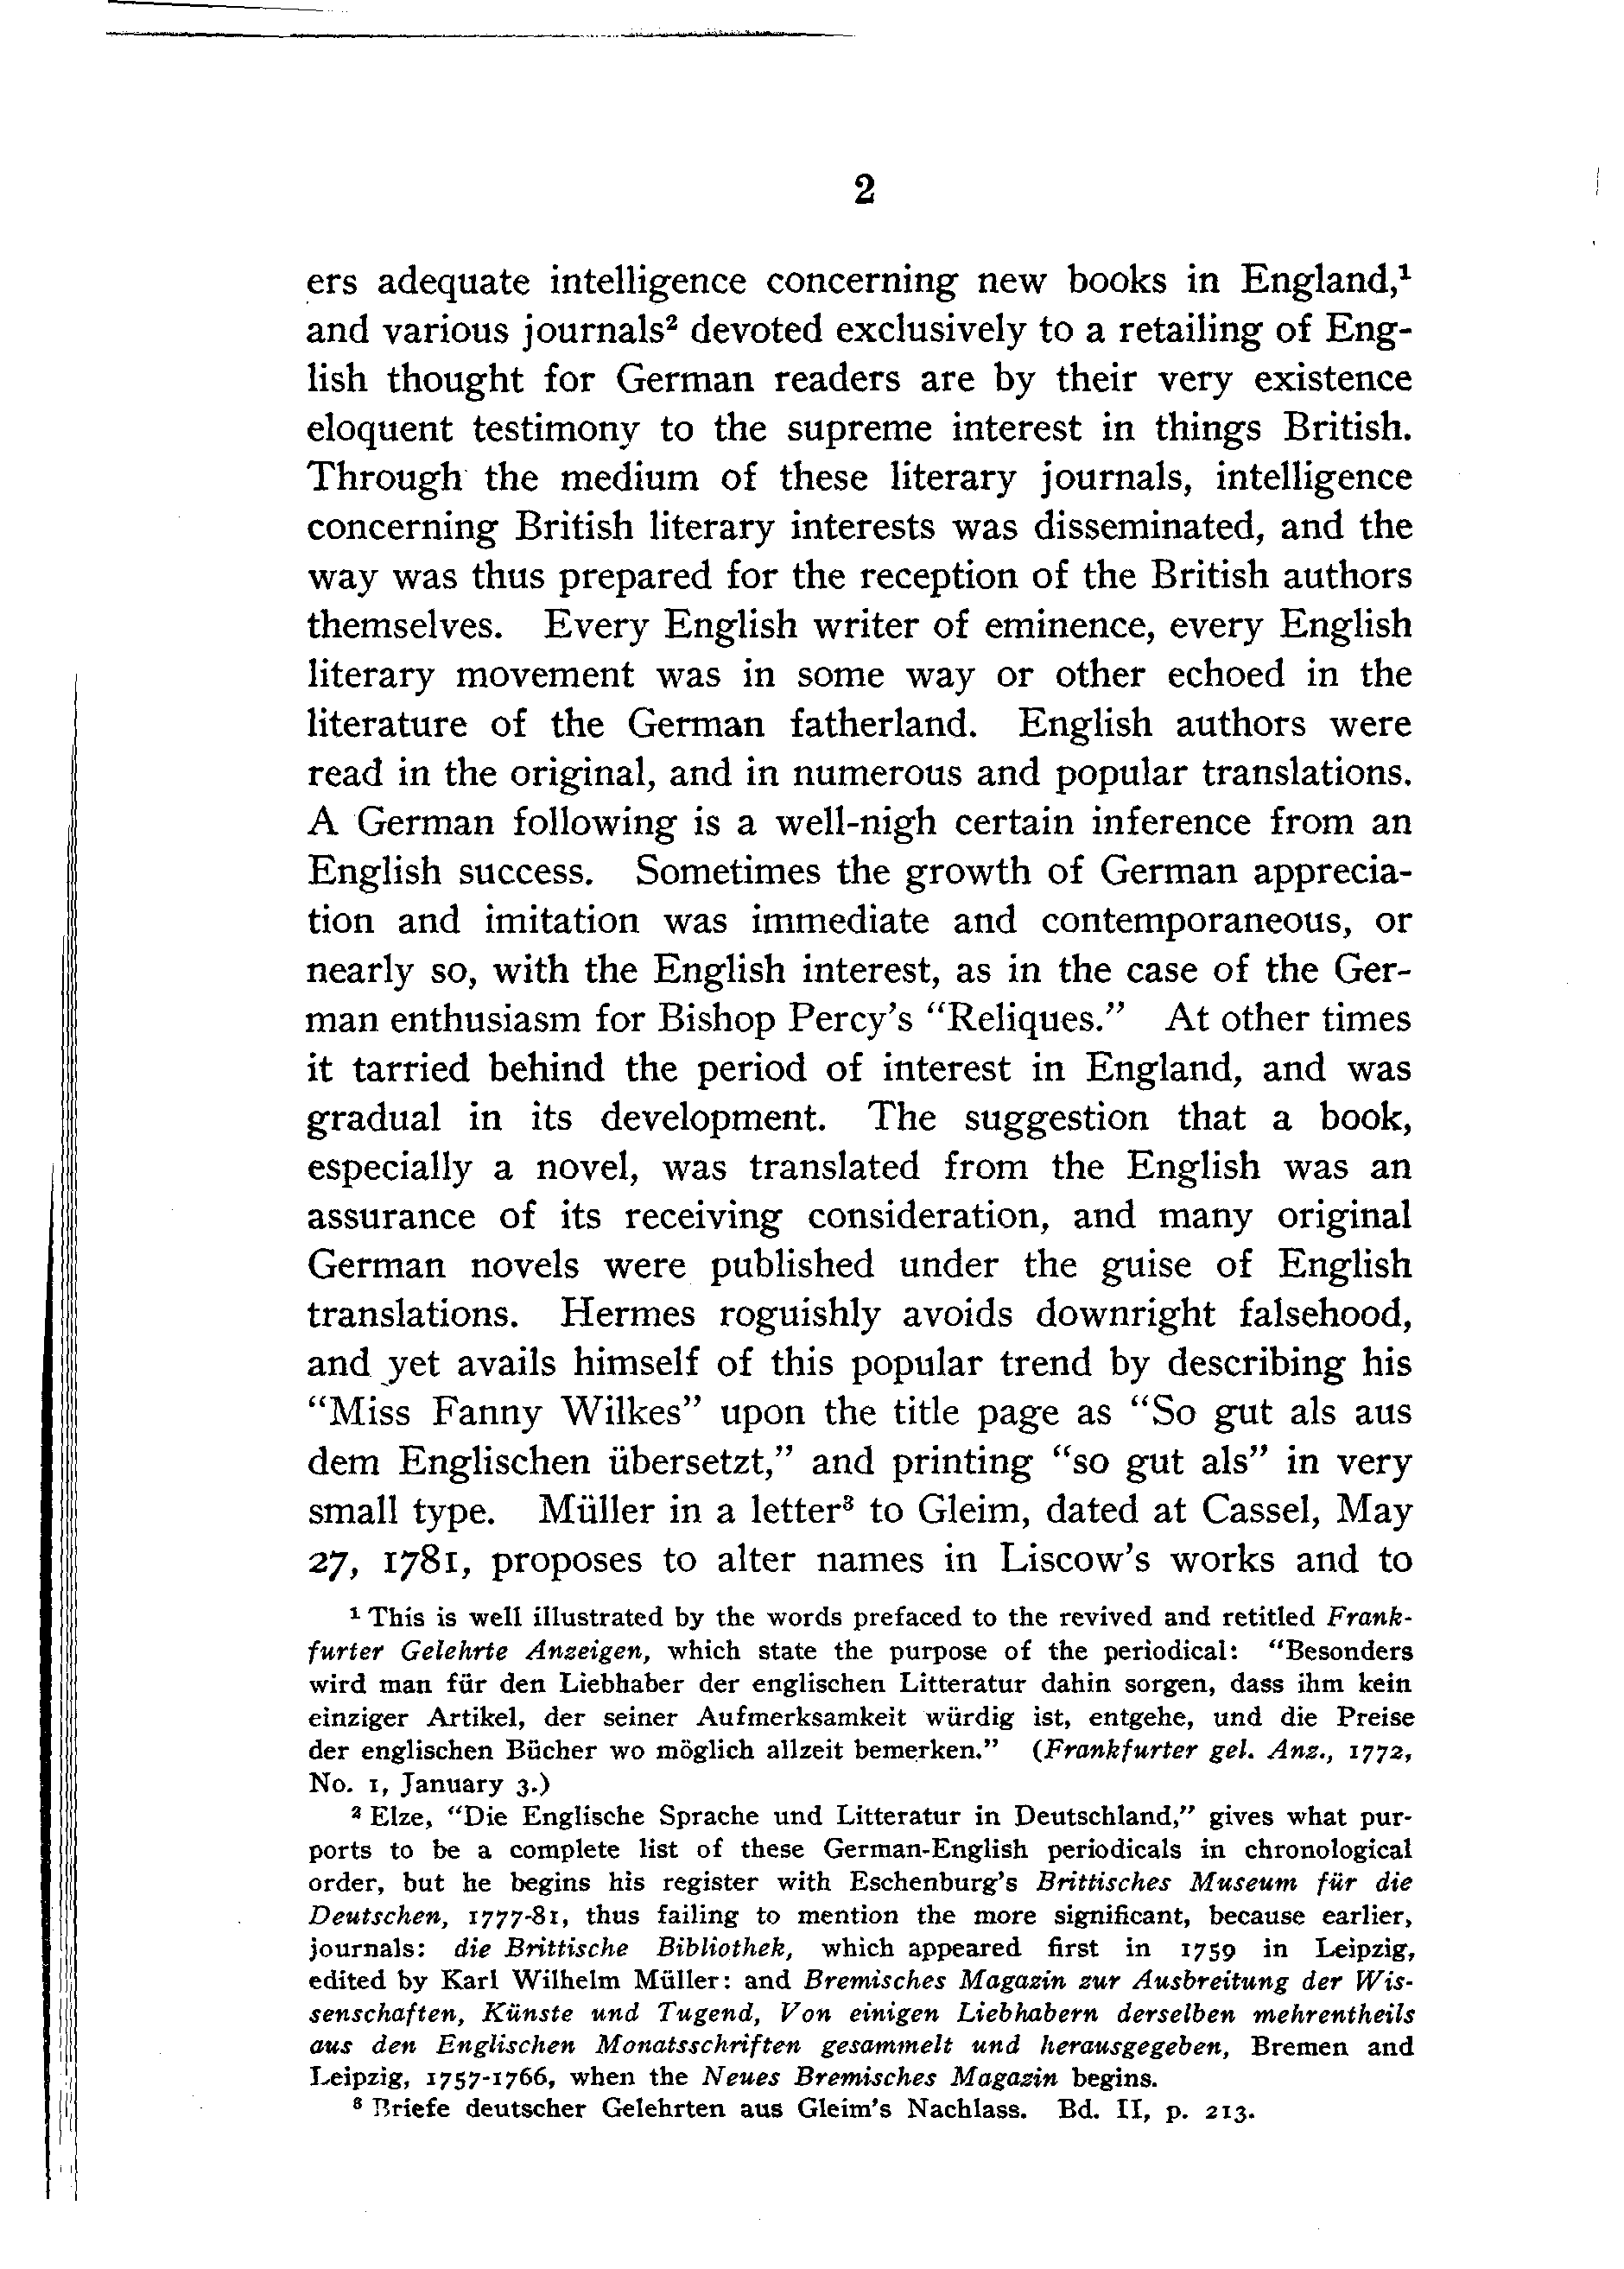 2
ers adequate intelligence concerning new books in England,¹
and various journals² devoted exclusively to a retailing of Eng-
lish thought for German readers are by their very existence
eloquent testimony to the supreme interest in things British.
Through the medium of these literary journals, intelligence
concerning British literary interests was disseminated, and the
way was thus prepared for the reception of the British authors
themselves. Every English writer of eminence, every English
literary movement was in some way or other echoed in the
literature of the German fatherland. English authors were
read in the original, and in numerous and popular translations.
A German following is a well-nigh certain inference from an
English success. Sometimes the growth of German apprecia-
tion and imitation was immediate and contemporaneous, or
nearly so, with the English interest, as in the case of the Ger-
man enthusiasm for Bishop Percy's "Reliques." At other times
it tarried behind the period of interest in England, and was
gradual in its development. The suggestion that a book,
especially a novel, was translated from the English was an
assurance of its receiving consideration, and many original
German novels were published under the guise of English
translations. Hermes roguishly avoids downright falsehood,
and yet avails himself of this popular trend by describing his
"Miss Fanny Wilkes" upon the title page as "So gut als aus
dem Englischen übersetzt," and printing "so gut als" in very
small type. Müller in a letter³ to Gleim, dated at Cassel, May
27, 1781, proposes to alter names in Liscow's works and to
¹ This is well illustrated by the words prefaced to the revived and retitled Frank-
furter Gelehrte Anzeigen, which state the purpose of the periodical: "Besonders
wird man für den Liebhaber der englischen Litteratur dahin sorgen, dass ihm kein
einziger Artikel, der seiner Aufmerksamkeit würdig ist, entgehe, und die Preise
der englischen Bücher wo möglich allzeit bemerken." (Frankfurter gel. Anz., 1772,
No. 1, January 3.)
² Elze, "Die Englische Sprache und Litteratur in Deutschland," gives what pur-
ports to be a complete list of these German-English periodicals in chronological
order, but he begins his register with Eschenburg's Brittisches Museum für die
Deutschen, 1777-81, thus failing to mention the more significant, because earlier,
journals: die Brittische Bibliothek, which appeared first in 1759 in Leipzig,
edited by Karl Wilhelm Müller: and Bremisches Magazin zur Ausbreitung der Wis-
senschaften, Künste und Tugend, Von einigen Liebhabern derselben mehrentheils
aus den Englischen Monatsschriften gesammelt und herausgegeben, Bremen and
Leipzig, 1757-1766, when the Neues Bremisches Magazin begins.
³ Briefe deutscher Gelehrten aus Gleim's Nachlass. Bd. II, p. 213.